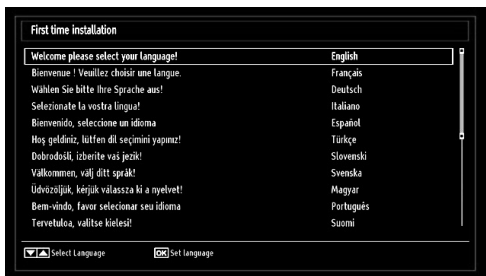 First time installation
Welcome please select your language! English
Bienvenue ! Veuillez choisir une langue. Français
Wählen Sie bitte Ihre Sprache aus! Deutsch
Selezionate la vostra lingua! Italiano
Bienvenido, seleccione un idioma Español
Hoş geldiniz, lütfen dil seçimini yapınız! Türkçe
Dobrodošli, izberite vaš jezik! Slovenski
Välkommen, välj ditt språk! Svenska
Üdvözöljük, kérjük válassza ki a nyelvet! Magyar
Bem-vindo, favor selecionar seu idioma Português
Tervetuloa, valitse kielesi! Suomi
Select Language OK Set language